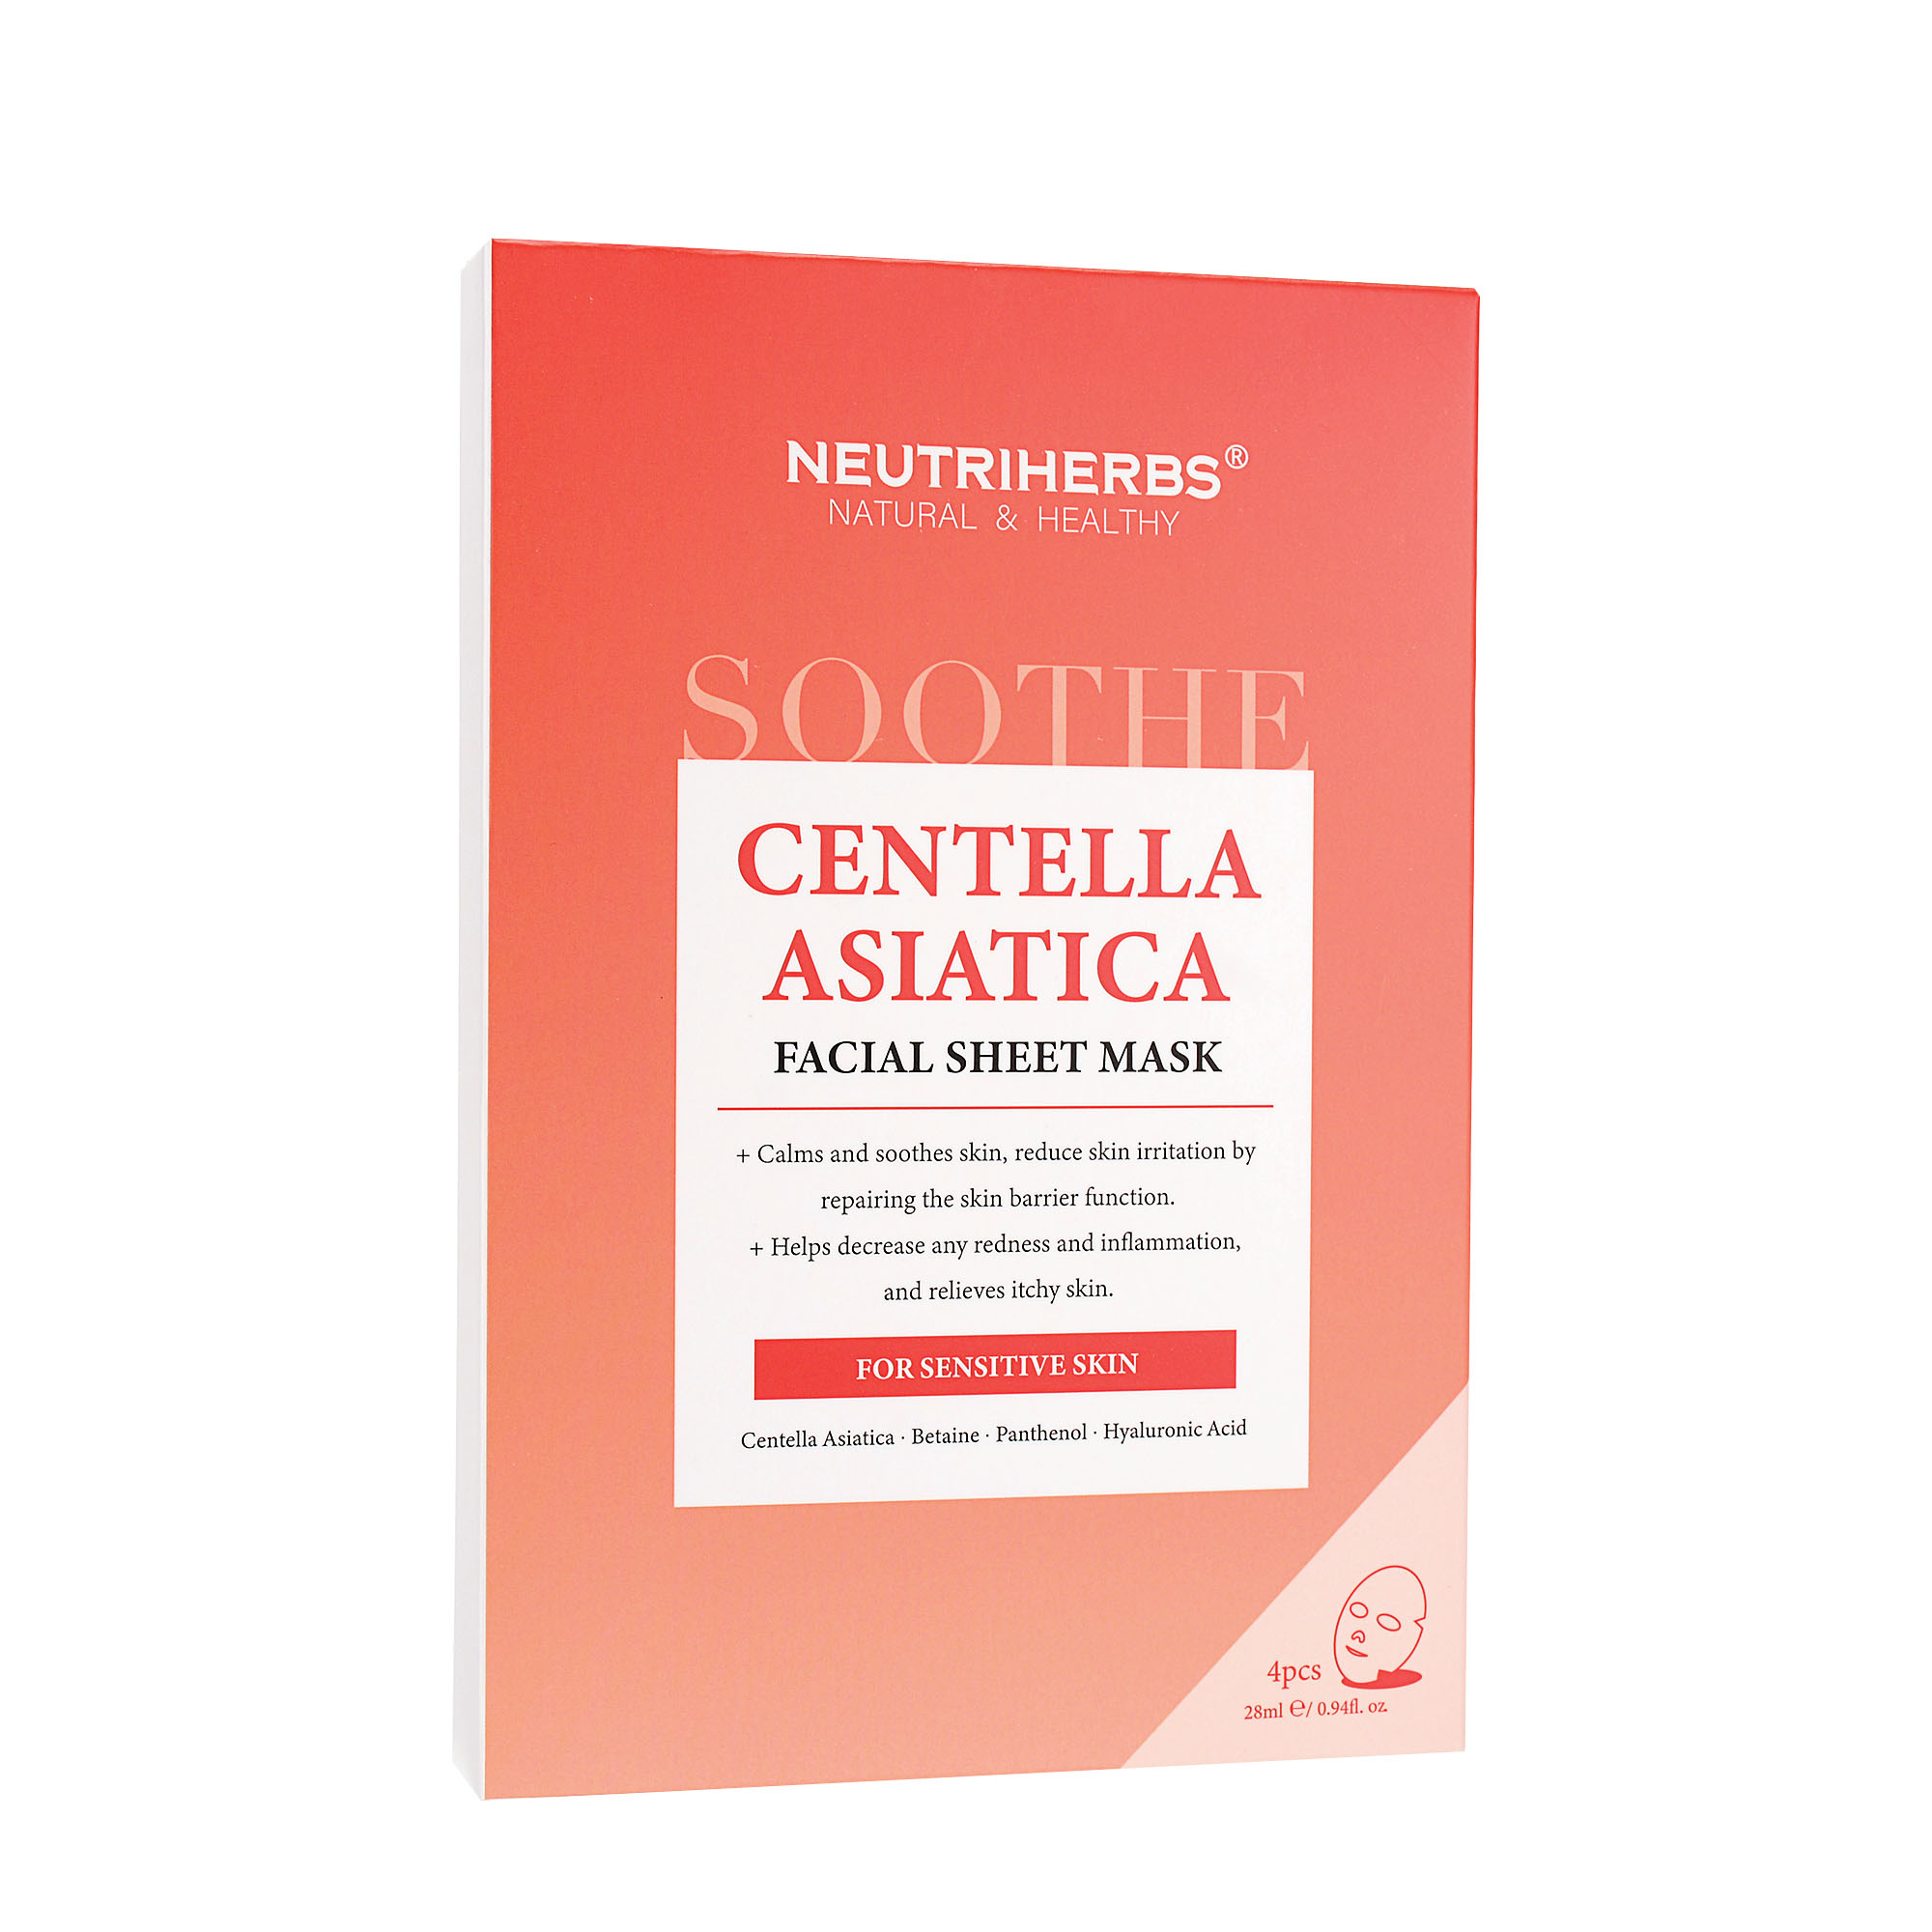 NEUTRIHERBS®
NATURAL & HEALTHY
SOOTHE
CENTELLA
ASIATICA
FACIAL SHEET MASK
+ Calms and soothes skin, reduce skin irritation by
repairing the skin barrier function.
+ Helps decrease any redness and inflammation,
and relieves itchy skin.
FOR SENSITIVE SKIN
Centella Asiatica · Betaine · Panthenol · Hyaluronic Acid
4pcs
28ml ℮/ 0.94fl. oz.